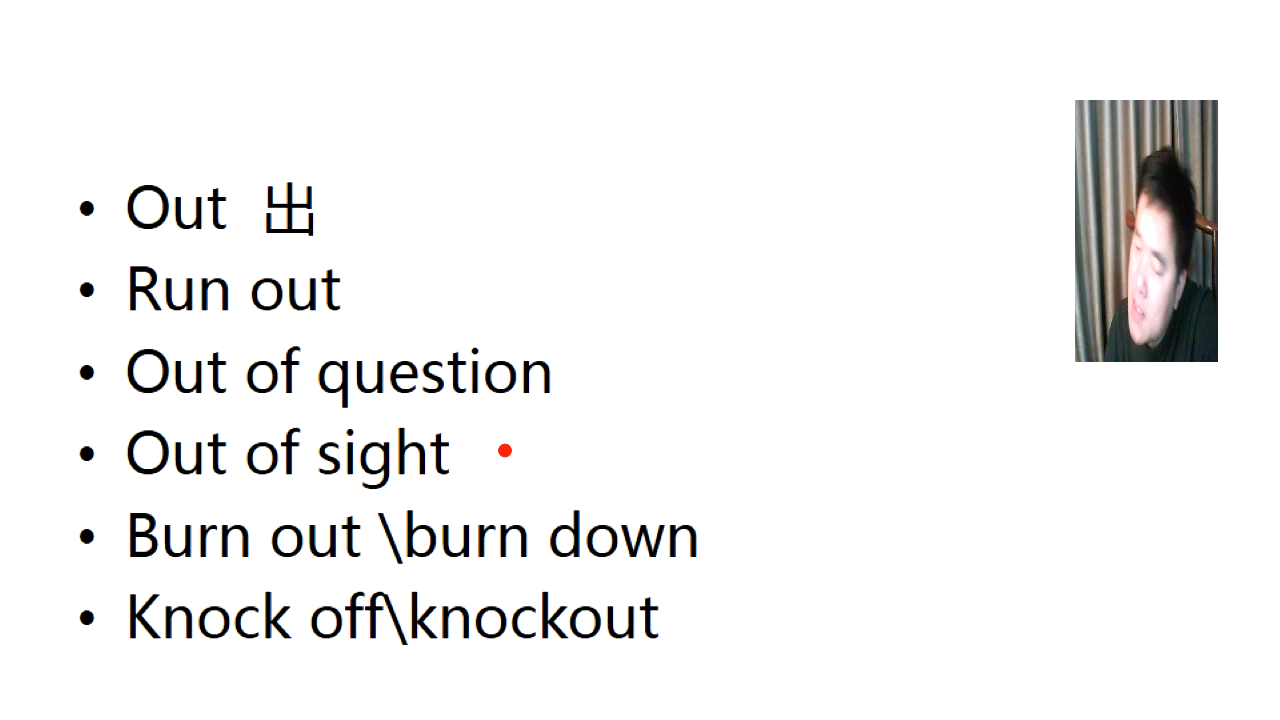 • Out 出
• Run out
• Out of question
• Out of sight
• Burn out \burn down
• Knock off\knockout